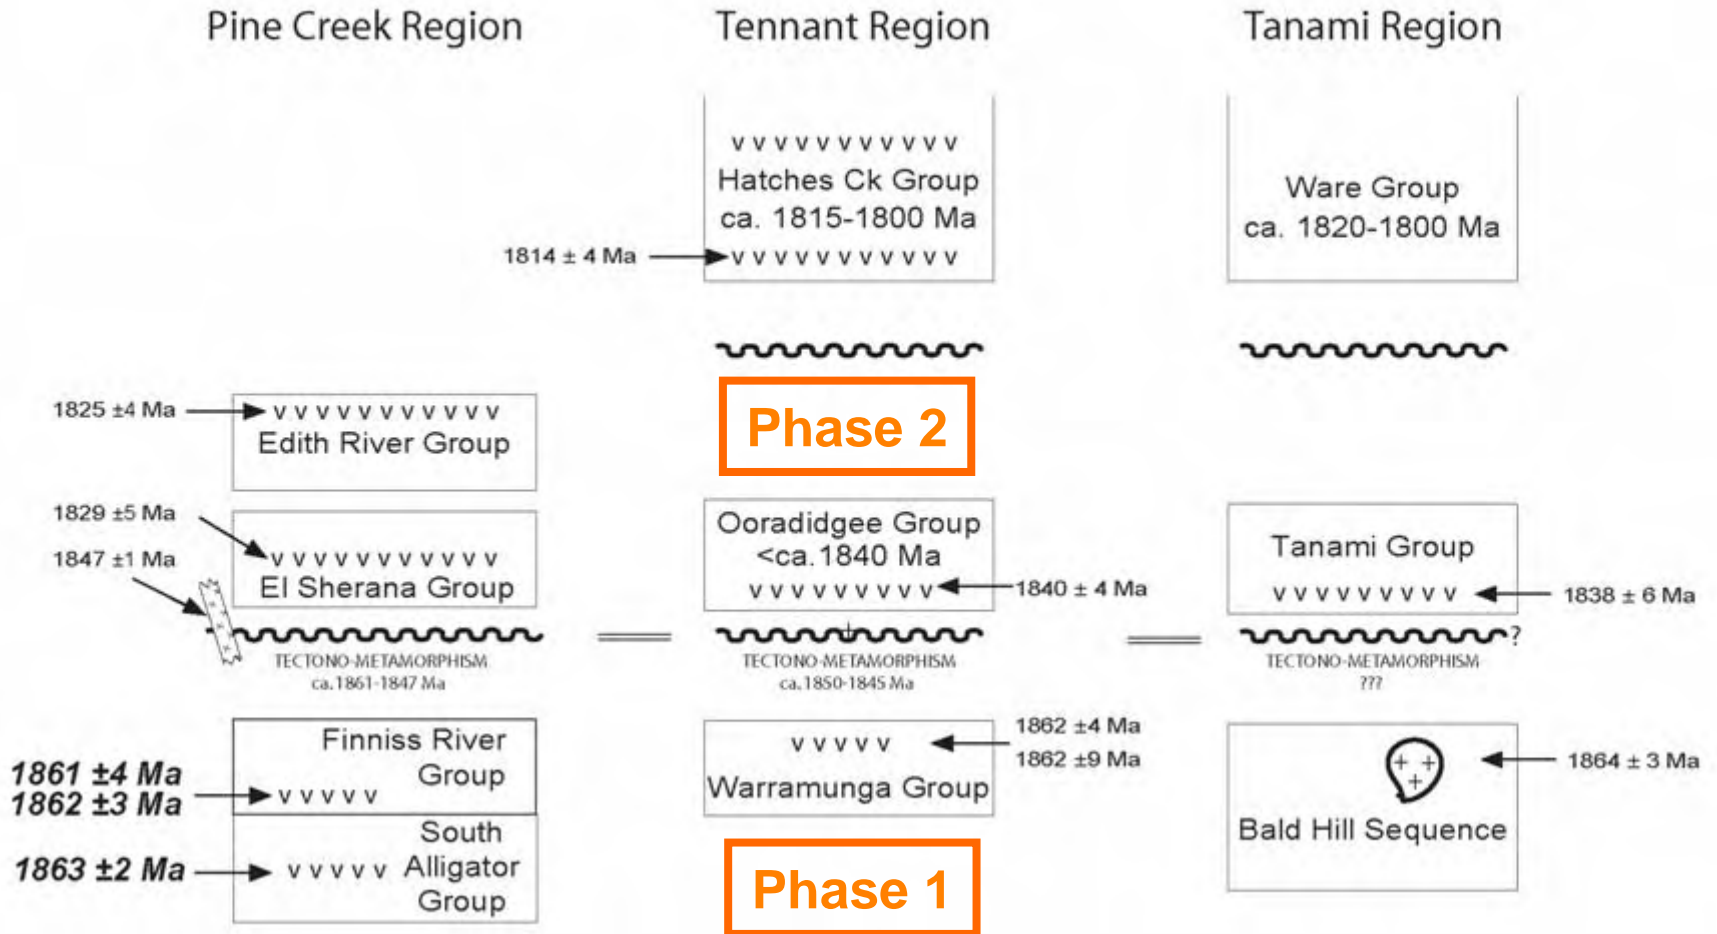 Pine Creek Region
Tennant Region
Tanami Region
v v v v v v v v v v v
Hatches Ck Group
ca. 1815-1800 Ma
1814 ± 4 Ma
v v v v v v v v v v v
Ware Group
ca. 1820-1800 Ma
1825 ±4 Ma
v v v v v v v v v v v
Edith River Group
Phase 2
1829 ±5 Ma
1847 ±1 Ma
v v v v v v v v v v v
El Sherana Group
Ooradidgee Group
<ca.1840 Ma
v v v v v v v v v
1840 ± 4 Ma
Tanami Group
v v v v v v v v v
1838 ± 6 Ma
?
TECTONO-METAMORPHISM
ca.1861-1847 Ma
TECTONO-METAMORPHISM
ca.1850-1845 Ma
TECTONO-METAMORPHISM
???
Finniss River
Group
1861 ±4 Ma
1862 ±3 Ma
v v v v v
South
Alligator
Group
1863 ±2 Ma
v v v v v
v v v v v
1862 ±4 Ma
1862 ±9 Ma
Warramunga Group
Phase 1
1864 ± 3 Ma
Bald Hill Sequence